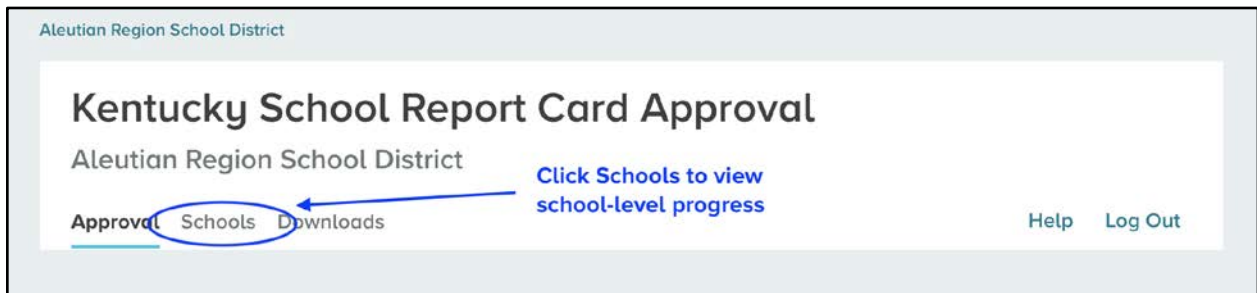 Aleutian Region School District
Kentucky School Report Card Approval
Aleutian Region School District
Click Schools to view
school-level progress
Approval Schools Downloads
Help Log Out